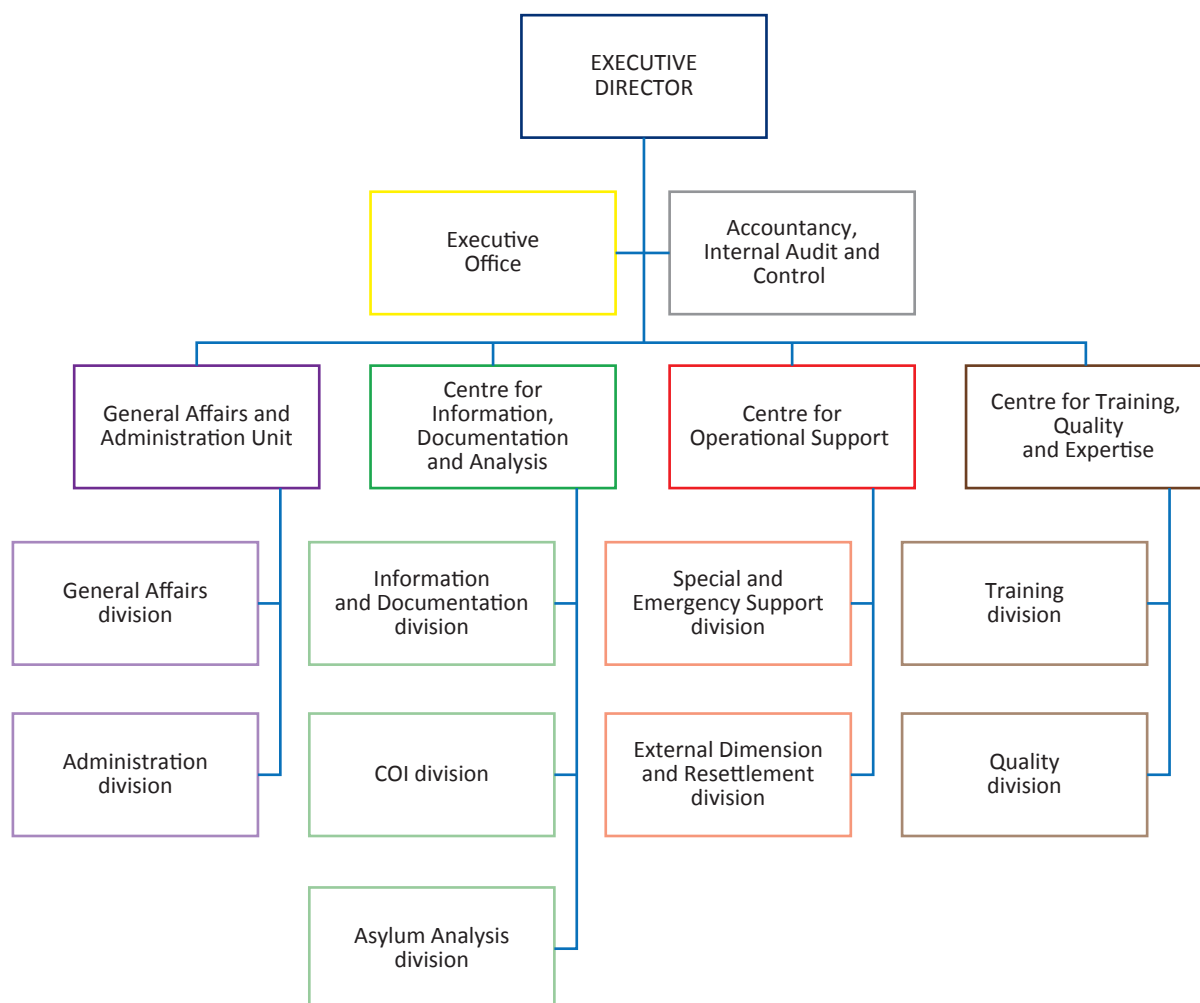 EXECUTIVE
DIRECTOR
Executive
Office
Accountancy,
Internal Audit and
Control
General Affairs and
Administration Unit
Centre for
Information,
Documentation
and Analysis
Centre for
Operational Support
Centre for Training,
Quality
and Expertise
General Affairs
division
Information
and Documentation
division
Special and
Emergency Support
division
Training
division
Administration
division
COI division
External Dimension
and Resettlement
division
Quality
division
Asylum Analysis
division